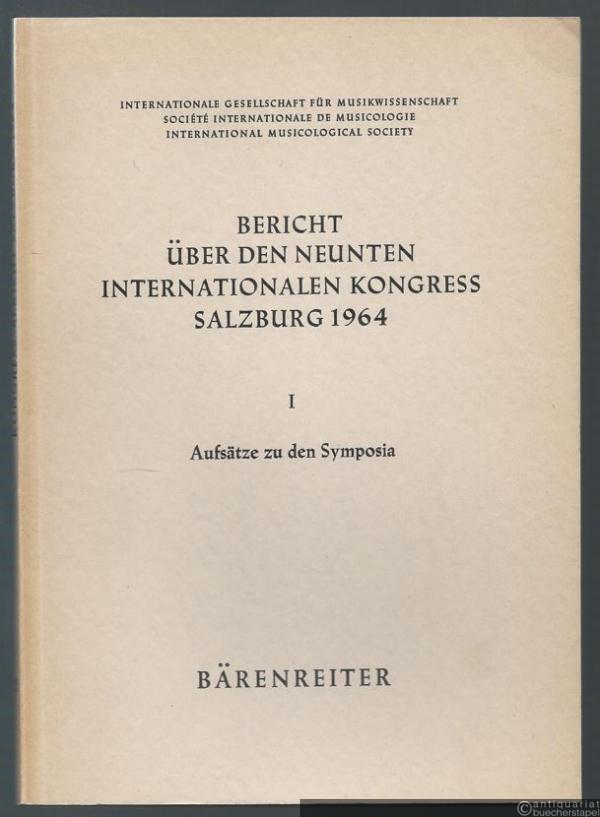 INTERNATIONALE GESELLSCHAFT FÜR MUSIKWISSENSCHAFT
SOCIÉTÉ INTERNATIONALE DE MUSICOLOGIE
INTERNATIONAL MUSICOLOGICAL SOCIETY
BERICHT
ÜBER DEN NEUNTEN
INTERNATIONALEN KONGRESS
SALZBURG 1964
I
Aufsätze zu den Symposia
BÄRENREITER
©antiquariat
buecherstapel